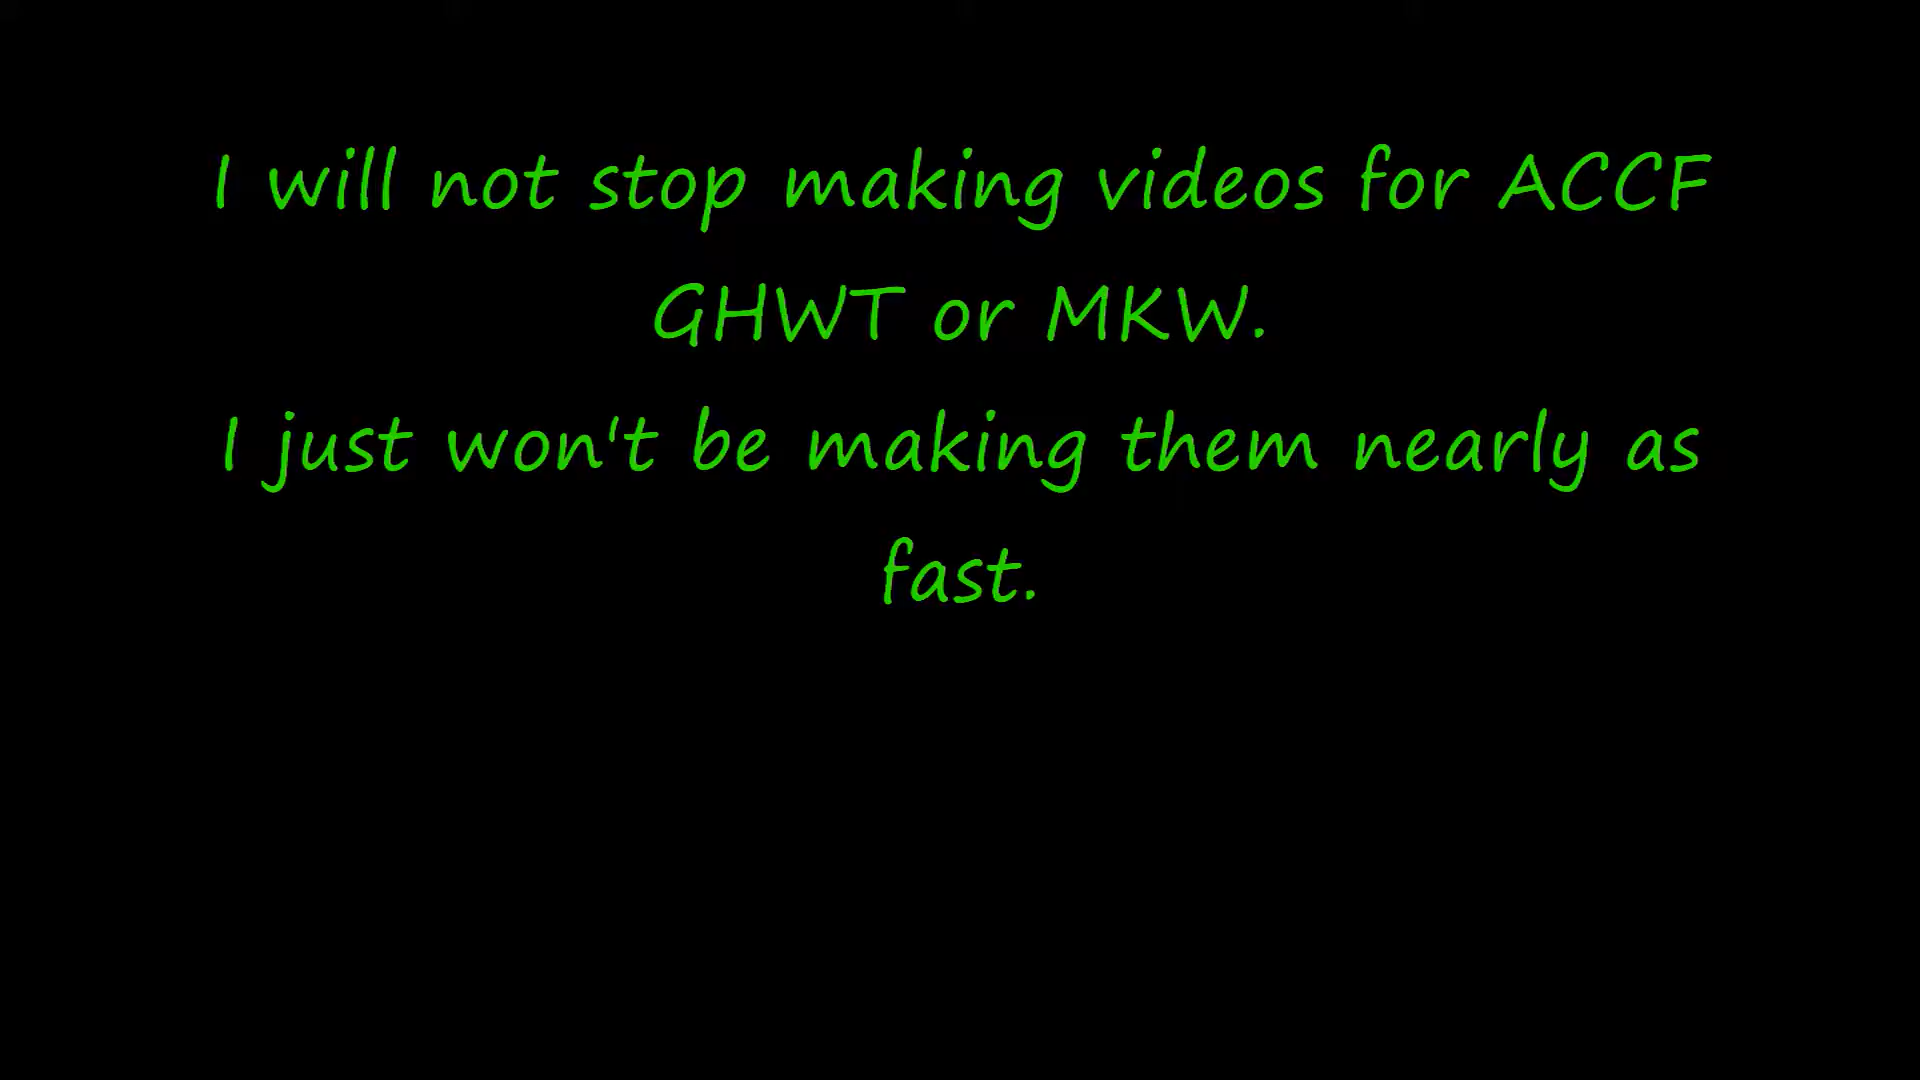 I will not stop making videos for ACCF
GHWT or MKW.
I just won't be making them nearly as
fast.